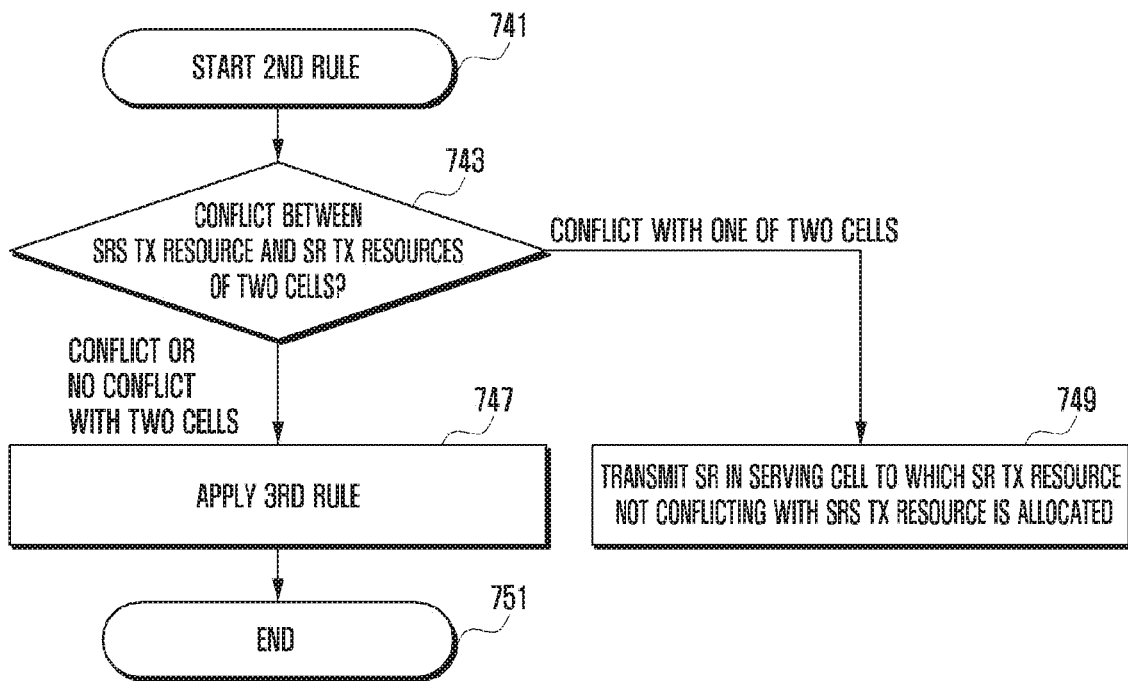 741
START 2ND RULE
743
CONFLICT BETWEEN
SRS TX RESOURCE AND SR TX RESOURCES
OF TWO CELLS?
CONFLICT WITH ONE OF TWO CELLS
CONFLICT OR
NO CONFLICT
WITH TWO CELLS
747
APPLY 3RD RULE
749
TRANSMIT SR IN SERVING CELL TO WHICH SR TX RESOURCE
NOT CONFLICTING WITH SRS TX RESOURCE IS ALLOCATED
751
END